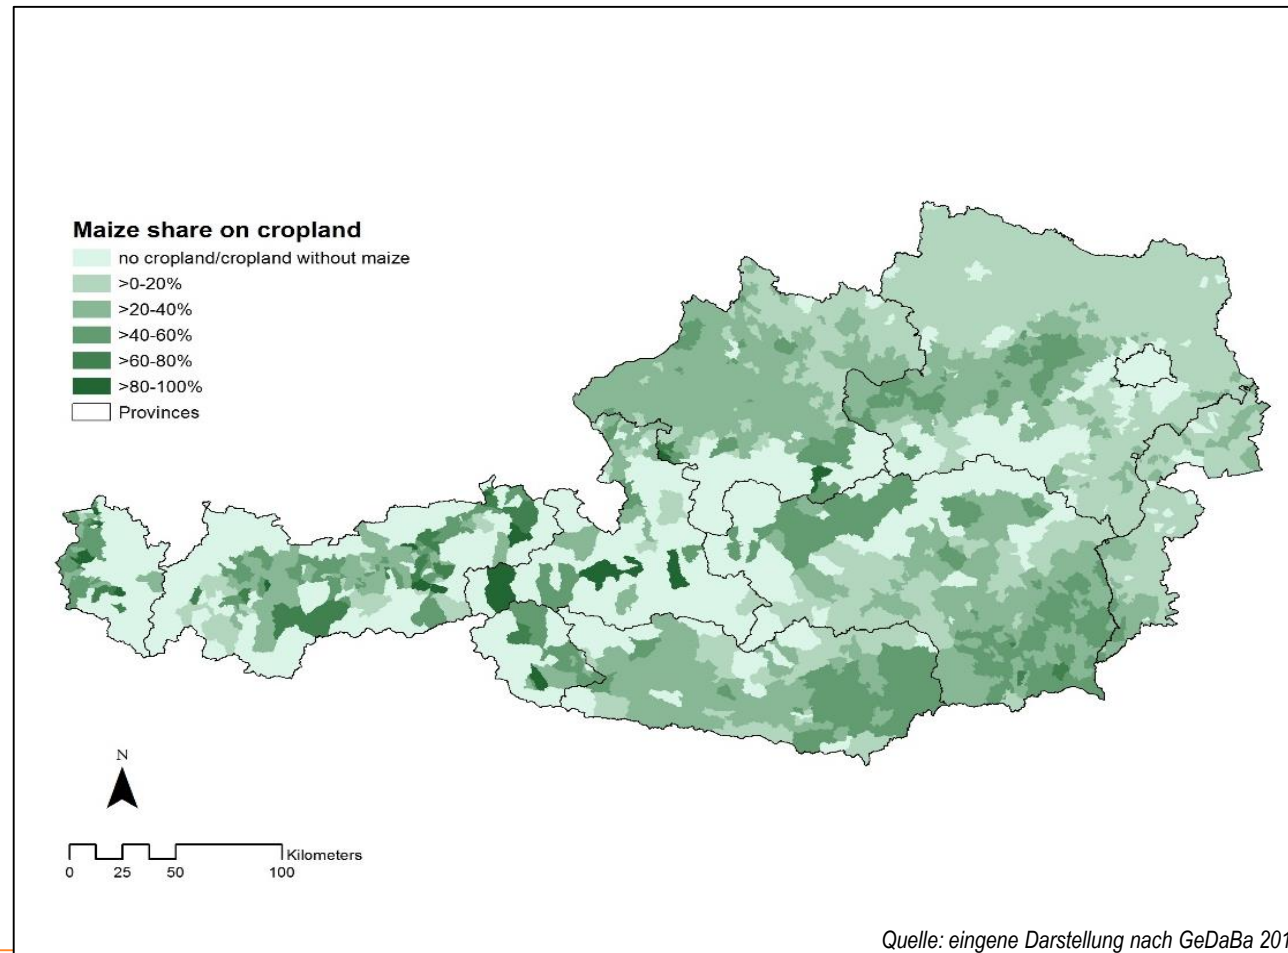 Maize share on cropland
no cropland/cropland without maize
>0-20%
>20-40%
>40-60%
>60-80%
>80-100%
Provinces
N
Kilometers
0 25 50 100
Quelle: eingene Darstellung nach GeDaBa 201